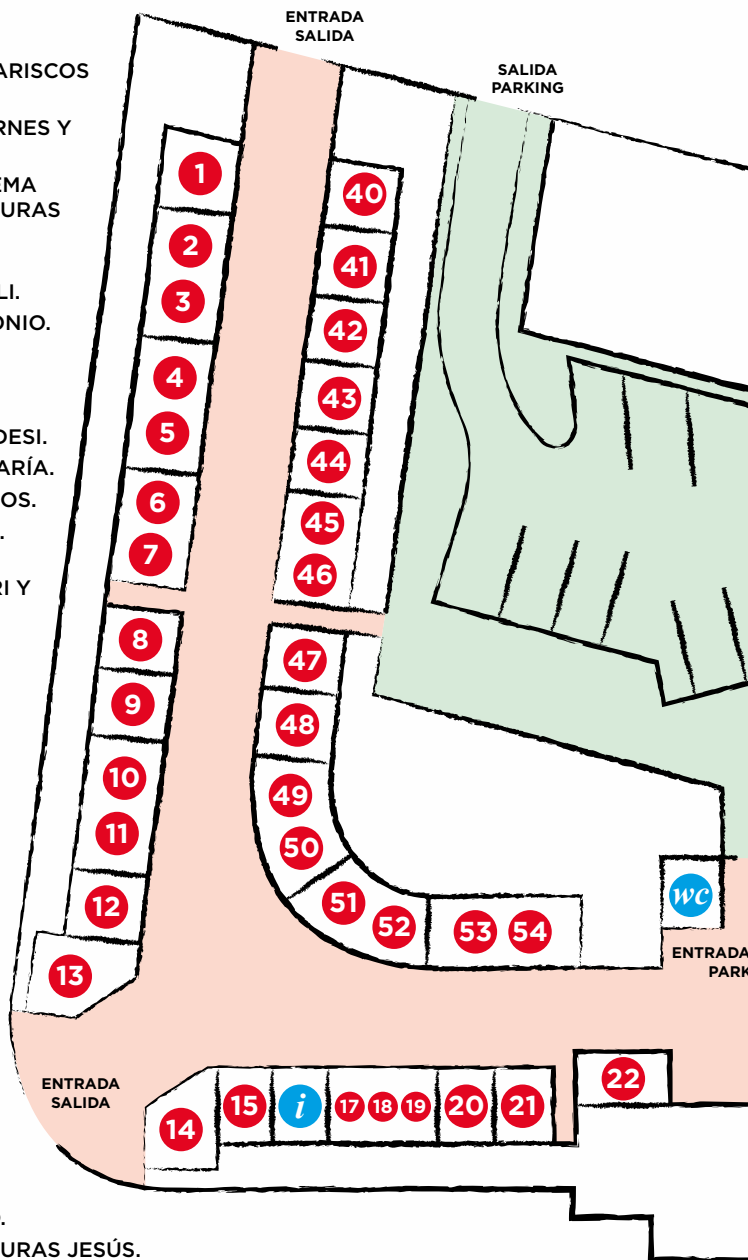 ENTRADA
SALIDA
SALIDA
PARKING
ARISCOS
RNES Y
EMA
URAS
LI.
ONIO.
DESI.
ARÍA.
OS.
.
RI Y
1
2
3
4
5
6
7
8
9
10
11
12
13
40
41
42
43
44
45
46
47
48
49
50
51
52
53
54
wc
ENTRADA
PARK
ENTRADA
SALIDA
14
15
i
17
18
19
20
21
22
.
URAS JESÚS.